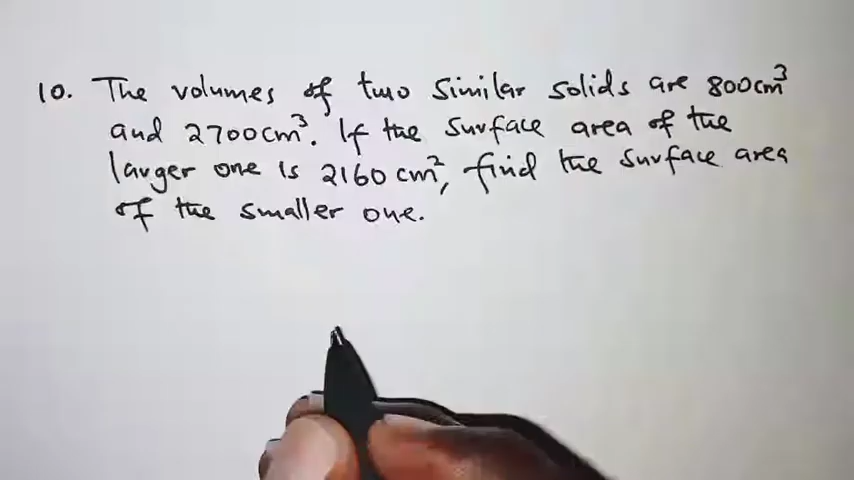 10. The volumes of two similar solids are 800cm³
and 2700cm³. If the surface area of the
larger one is 2160 cm², find the surface area
of the smaller one.